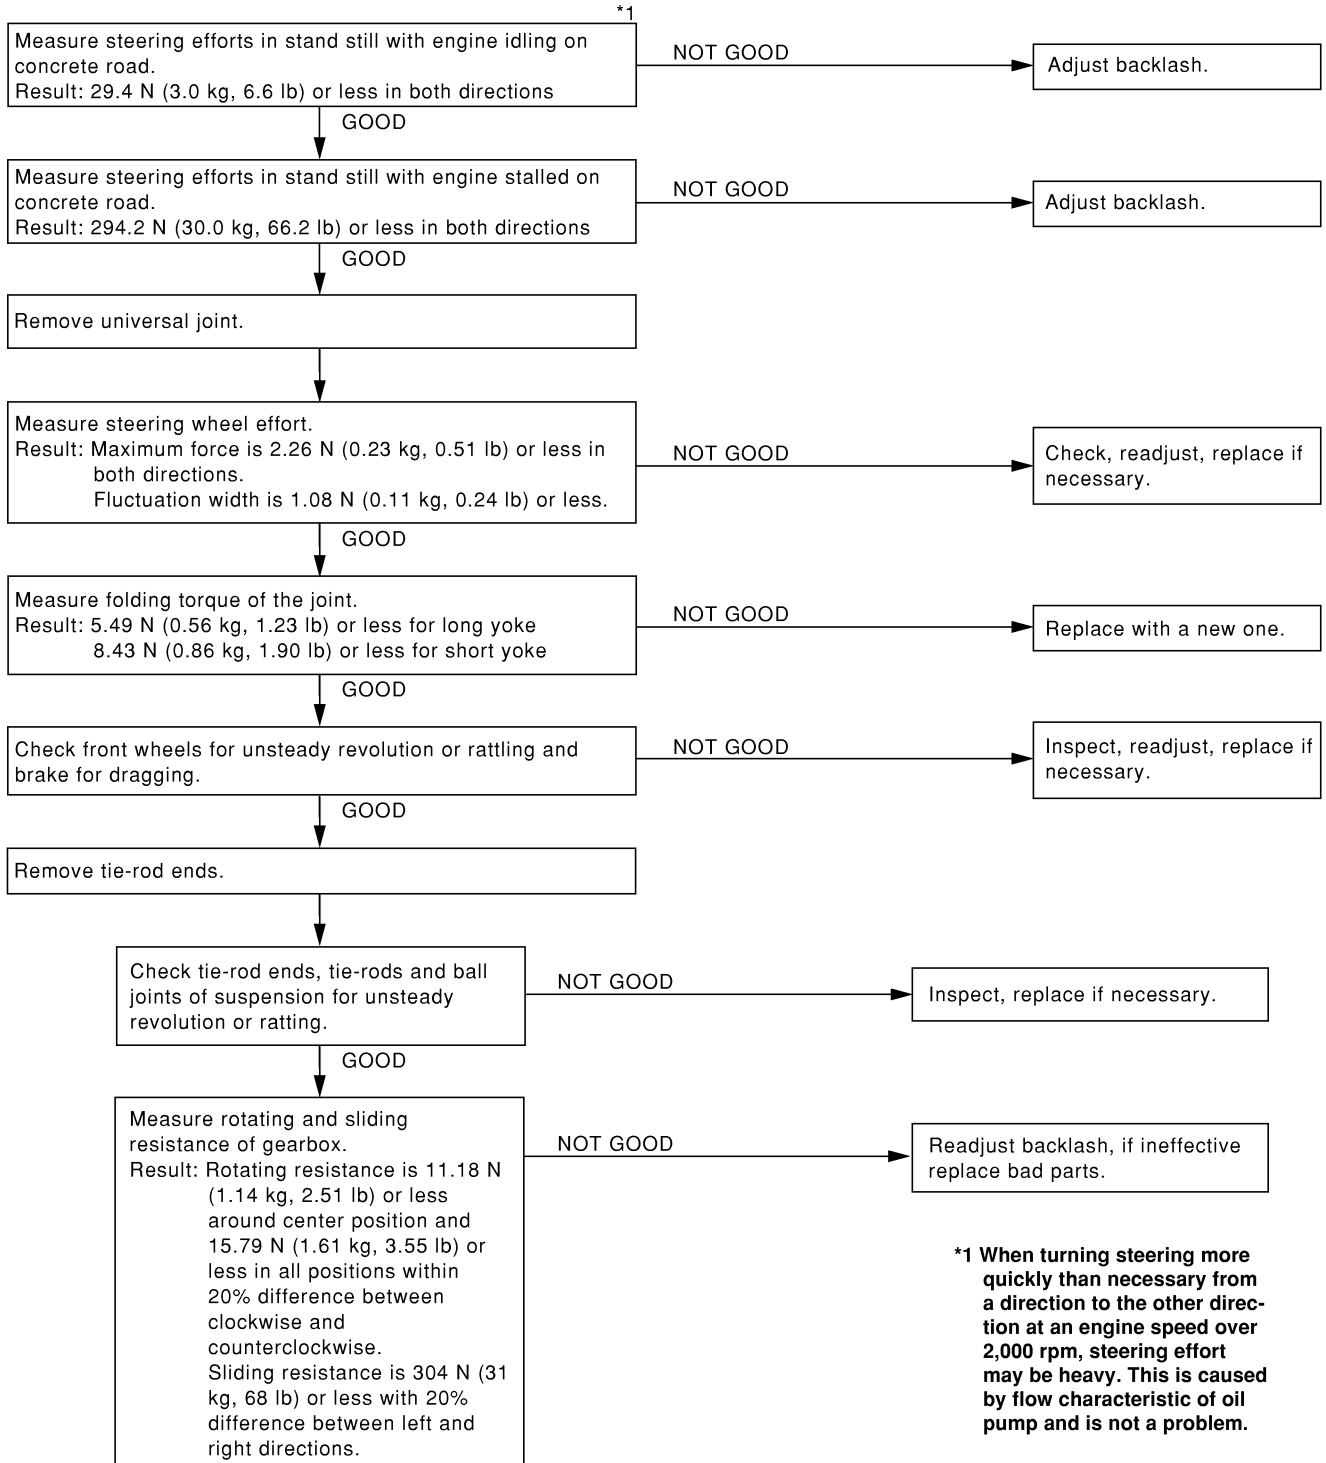 *1
Measure steering efforts in stand still with engine idling on
concrete road.
Result: 29.4 N (3.0 kg, 6.6 lb) or less in both directions
NOT GOOD
Adjust backlash.
GOOD
Measure steering efforts in stand still with engine stalled on
concrete road.
Result: 294.2 N (30.0 kg, 66.2 lb) or less in both directions
NOT GOOD
Adjust backlash.
GOOD
Remove universal joint.
Measure steering wheel effort.
Result: Maximum force is 2.26 N (0.23 kg, 0.51 lb) or less in
both directions.
Fluctuation width is 1.08 N (0.11 kg, 0.24 lb) or less.
NOT GOOD
Check, readjust, replace if
necessary.
GOOD
Measure folding torque of the joint.
Result: 5.49 N (0.56 kg, 1.23 lb) or less for long yoke
8.43 N (0.86 kg, 1.90 lb) or less for short yoke
NOT GOOD
Replace with a new one.
GOOD
Check front wheels for unsteady revolution or rattling and
brake for dragging.
NOT GOOD
Inspect, readjust, replace if
necessary.
GOOD
Remove tie-rod ends.
Check tie-rod ends, tie-rods and ball
joints of suspension for unsteady
revolution or ratting.
NOT GOOD
Inspect, replace if necessary.
GOOD
Measure rotating and sliding
resistance of gearbox.
Result: Rotating resistance is 11.18 N
(1.14 kg, 2.51 lb) or less
around center position and
15.79 N (1.61 kg, 3.55 lb) or
less in all positions within
20% difference between
clockwise and
counterclockwise.
Sliding resistance is 304 N (31
kg, 68 lb) or less with 20%
difference between left and
right directions.
NOT GOOD
Readjust backlash, if ineffective
replace bad parts.
*1 When turning steering more
quickly than necessary from
a direction to the other direc-
tion at an engine speed over
2,000 rpm, steering effort
may be heavy. This is caused
by flow characteristic of oil
pump and is not a problem.